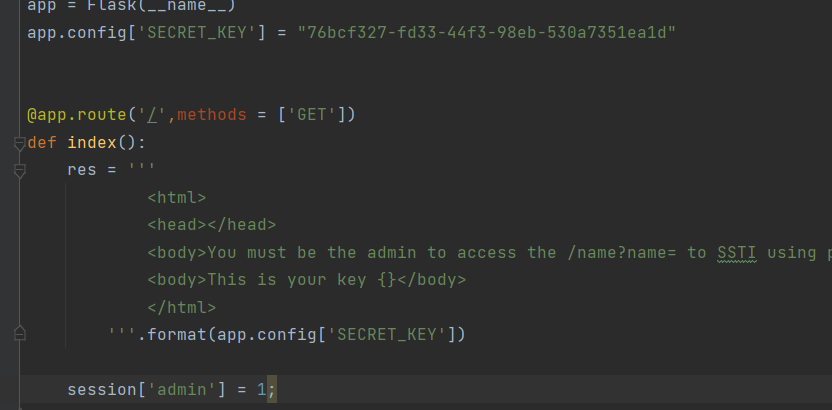 app = Flask(__name__)
app.config['SECRET_KEY'] = "76bcf327-fd33-44f3-98eb-530a7351ea1d"
@app.route('/',methods = ['GET'])
def index():
res = '''
<html>
<head></head>
<body>You must be the admin to access the /name?name= to SSTI using
<body>This is your key {}</body>
</html>
'''.format(app.config['SECRET_KEY'])
session['admin'] = 1;